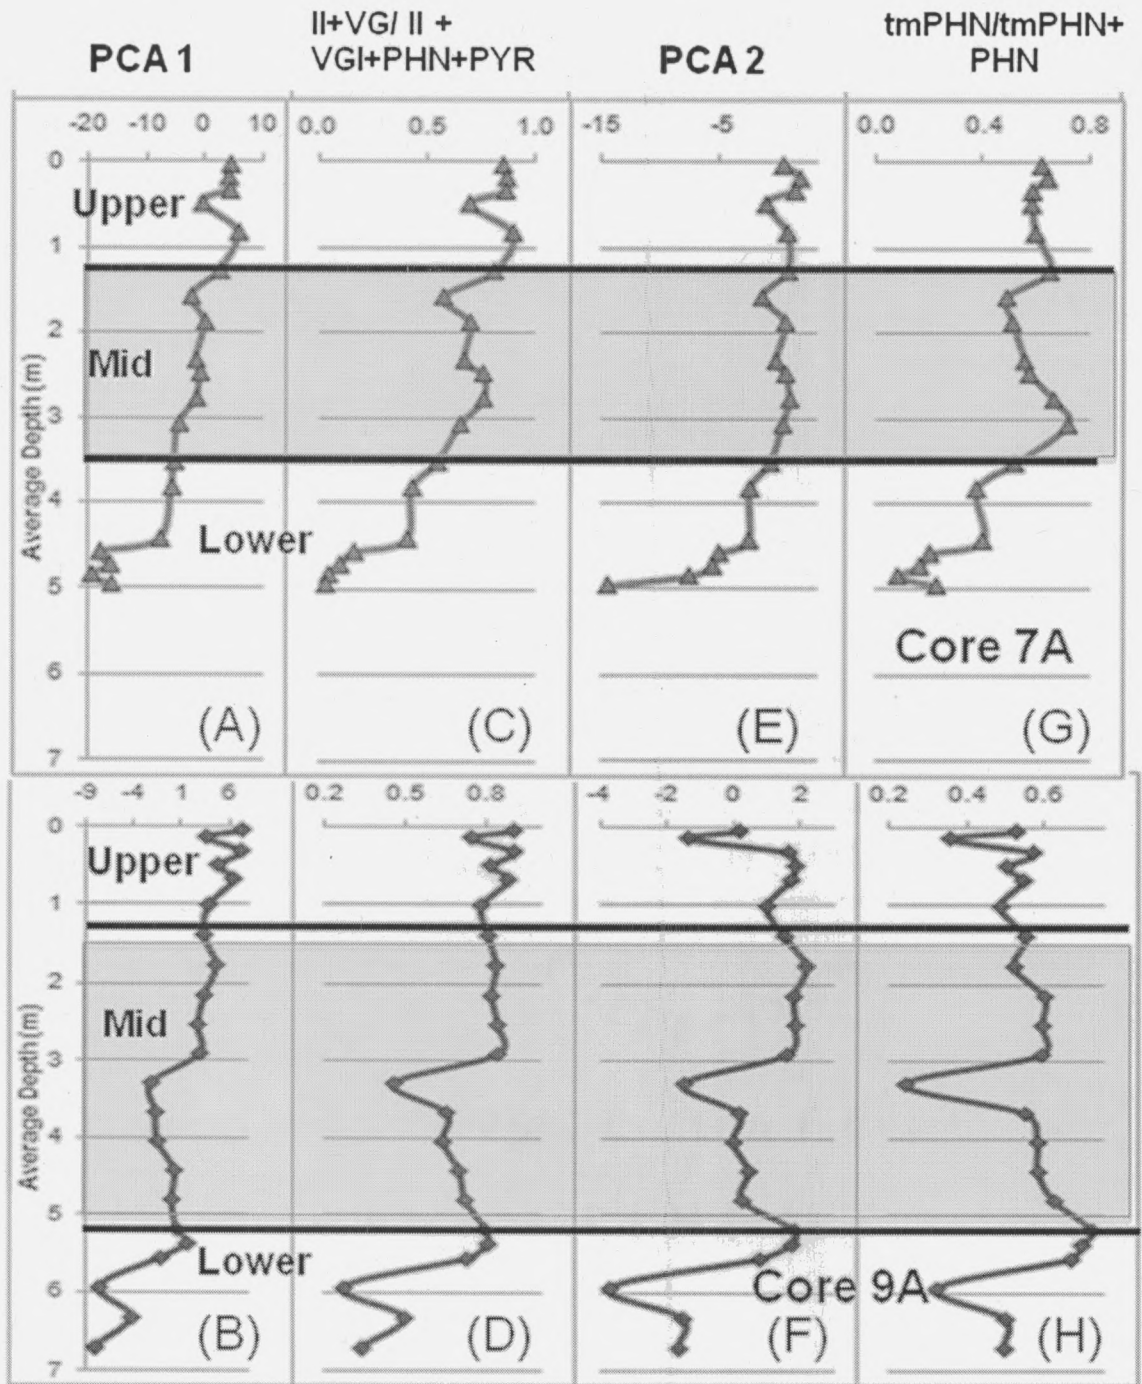 PCA 1
II+VG/ II +
VGI+PHN+PYR
PCA 2
tmPHN/tmPHN+
PHN
-20 -10 0 10
0.0 0.5 1.0
-15 -5
0.0 0.4 0.8
Average Depth (m)
0
1
2
3
4
5
6
7
Upper
Mid
Lower
Core 7A
(A)
(C)
(E)
(G)
-9 -4 1 6
0.2 0.5 0.8
-4 -2 0 2
0.2 0.6
Average Depth (m)
0
1
2
3
4
5
6
7
Upper
Mid
Lower
Core 9A
(B)
(D)
(F)
(H)